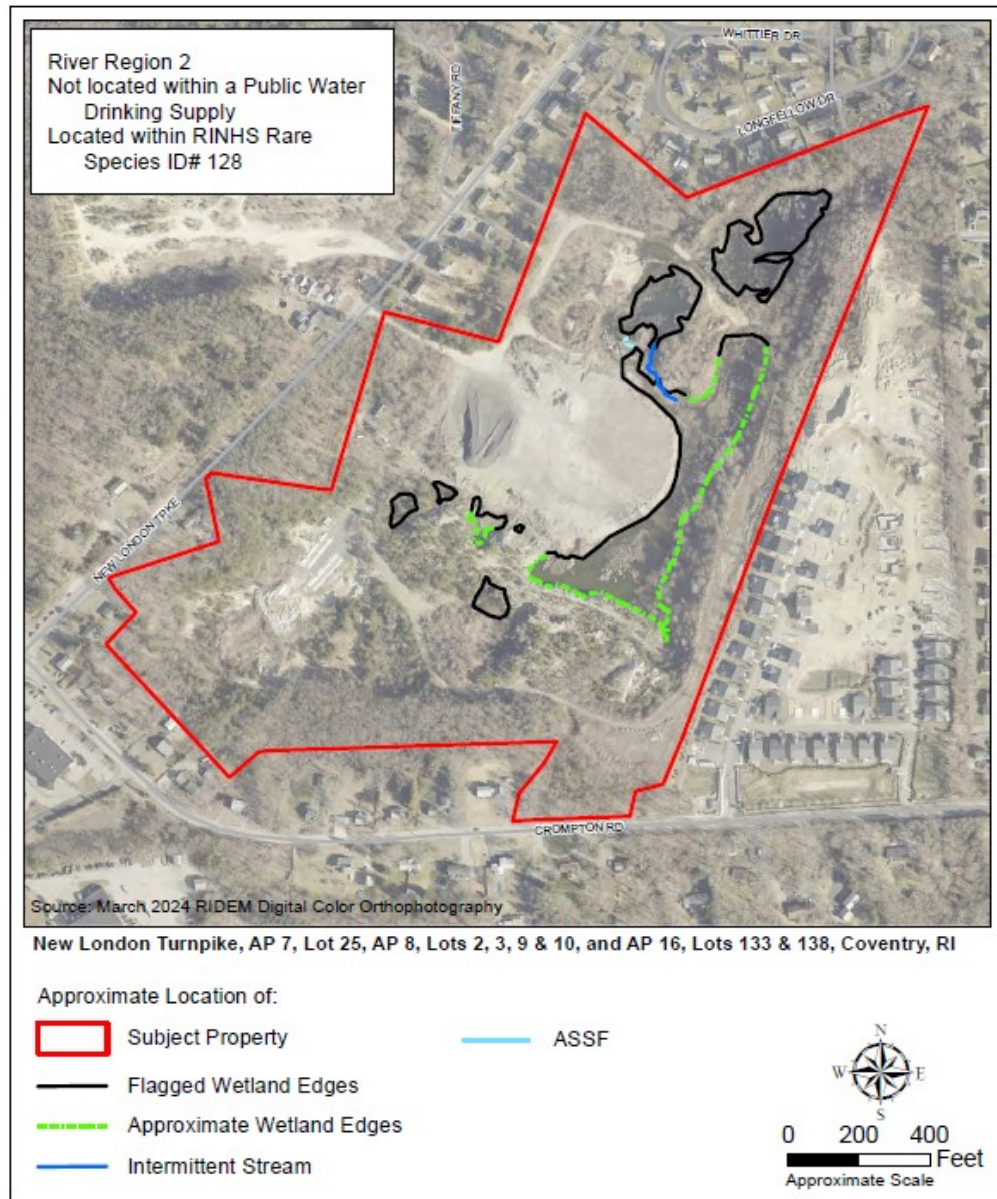 River Region 2
Not located within a Public Water
Drinking Supply
Located within RINHS Rare
Species ID# 128
WHITTIER DR
TIFFANY RD
LONGFELLOW DR
NEW LONDON TPKE
CROMPTON RD
Source: March 2024 RIDEM Digital Color Orthophotography
New London Turnpike, AP 7, Lot 25, AP 8, Lots 2, 3, 9 & 10, and AP 16, Lots 133 & 138, Coventry, RI
Approximate Location of:
Subject Property
ASSF
Flagged Wetland Edges
Approximate Wetland Edges
Intermittent Stream
N
W E
S
0 200 400
Feet
Approximate Scale